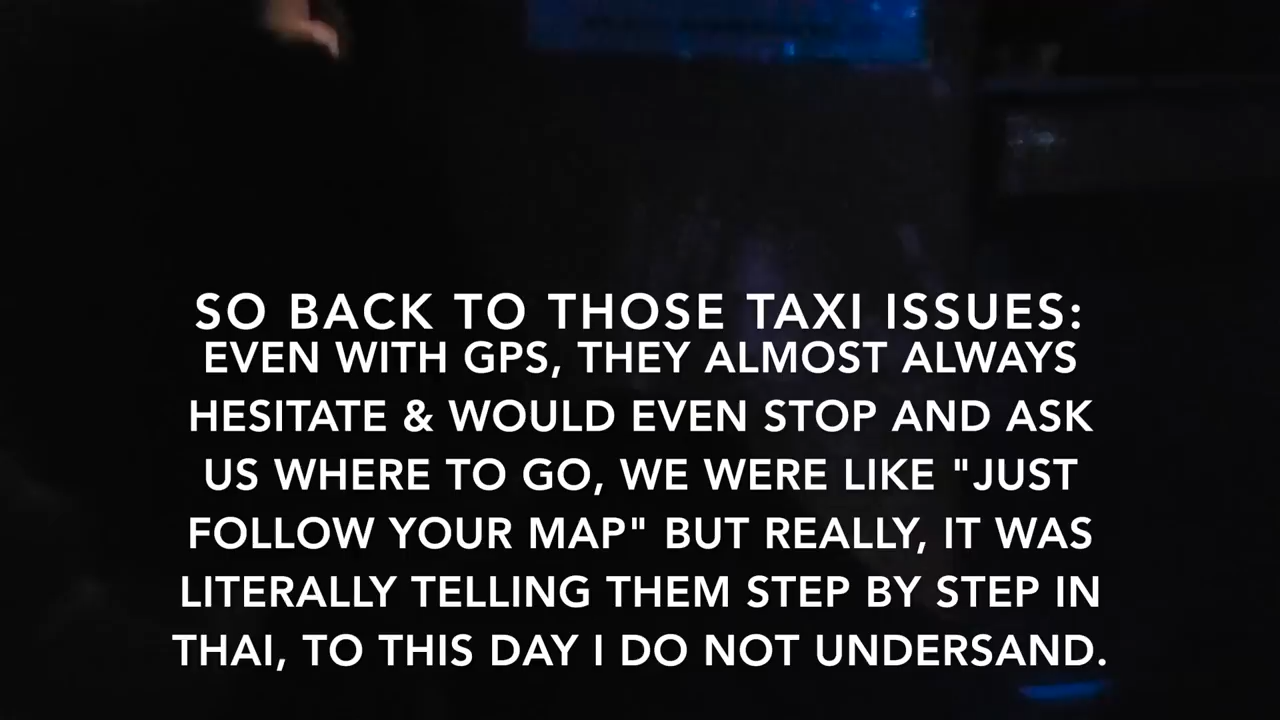 SO BACK TO THOSE TAXI ISSUES:
EVEN WITH GPS, THEY ALMOST ALWAYS
HESITATE & WOULD EVEN STOP AND ASK
US WHERE TO GO, WE WERE LIKE "JUST
FOLLOW YOUR MAP" BUT REALLY, IT WAS
LITERALLY TELLING THEM STEP BY STEP IN
THAI, TO THIS DAY I DO NOT UNDERSAND.